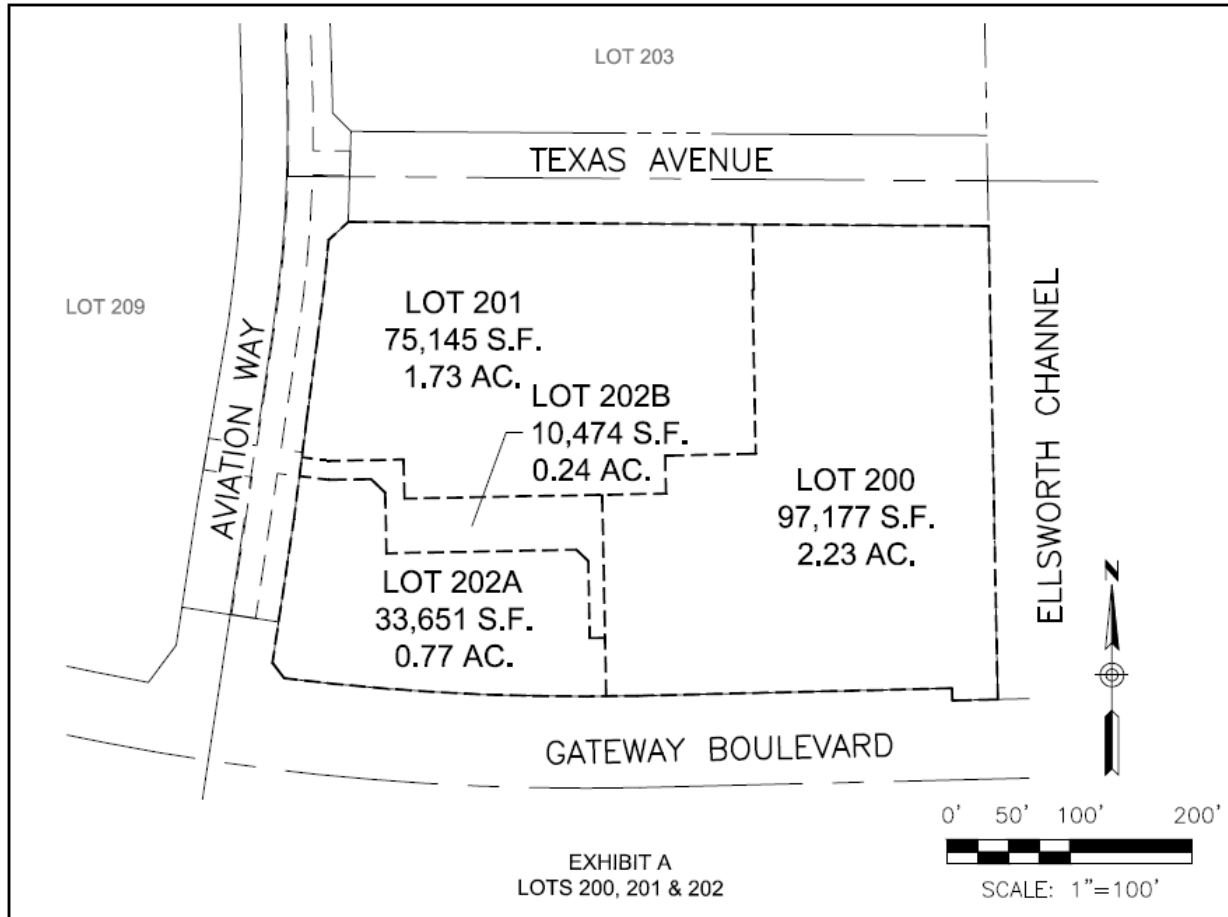 LOT 203
TEXAS AVENUE
LOT 209
AVIATION WAY
LOT 201
75,145 S.F.
1.73 AC.
LOT 202B
10,474 S.F.
0.24 AC.
LOT 200
97,177 S.F.
2.23 AC.
ELLSWORTH CHANNEL
LOT 202A
33,651 S.F.
0.77 AC.
N
GATEWAY BOULEVARD
0' 50' 100' 200'
SCALE: 1"=100'
EXHIBIT A
LOTS 200, 201 & 202